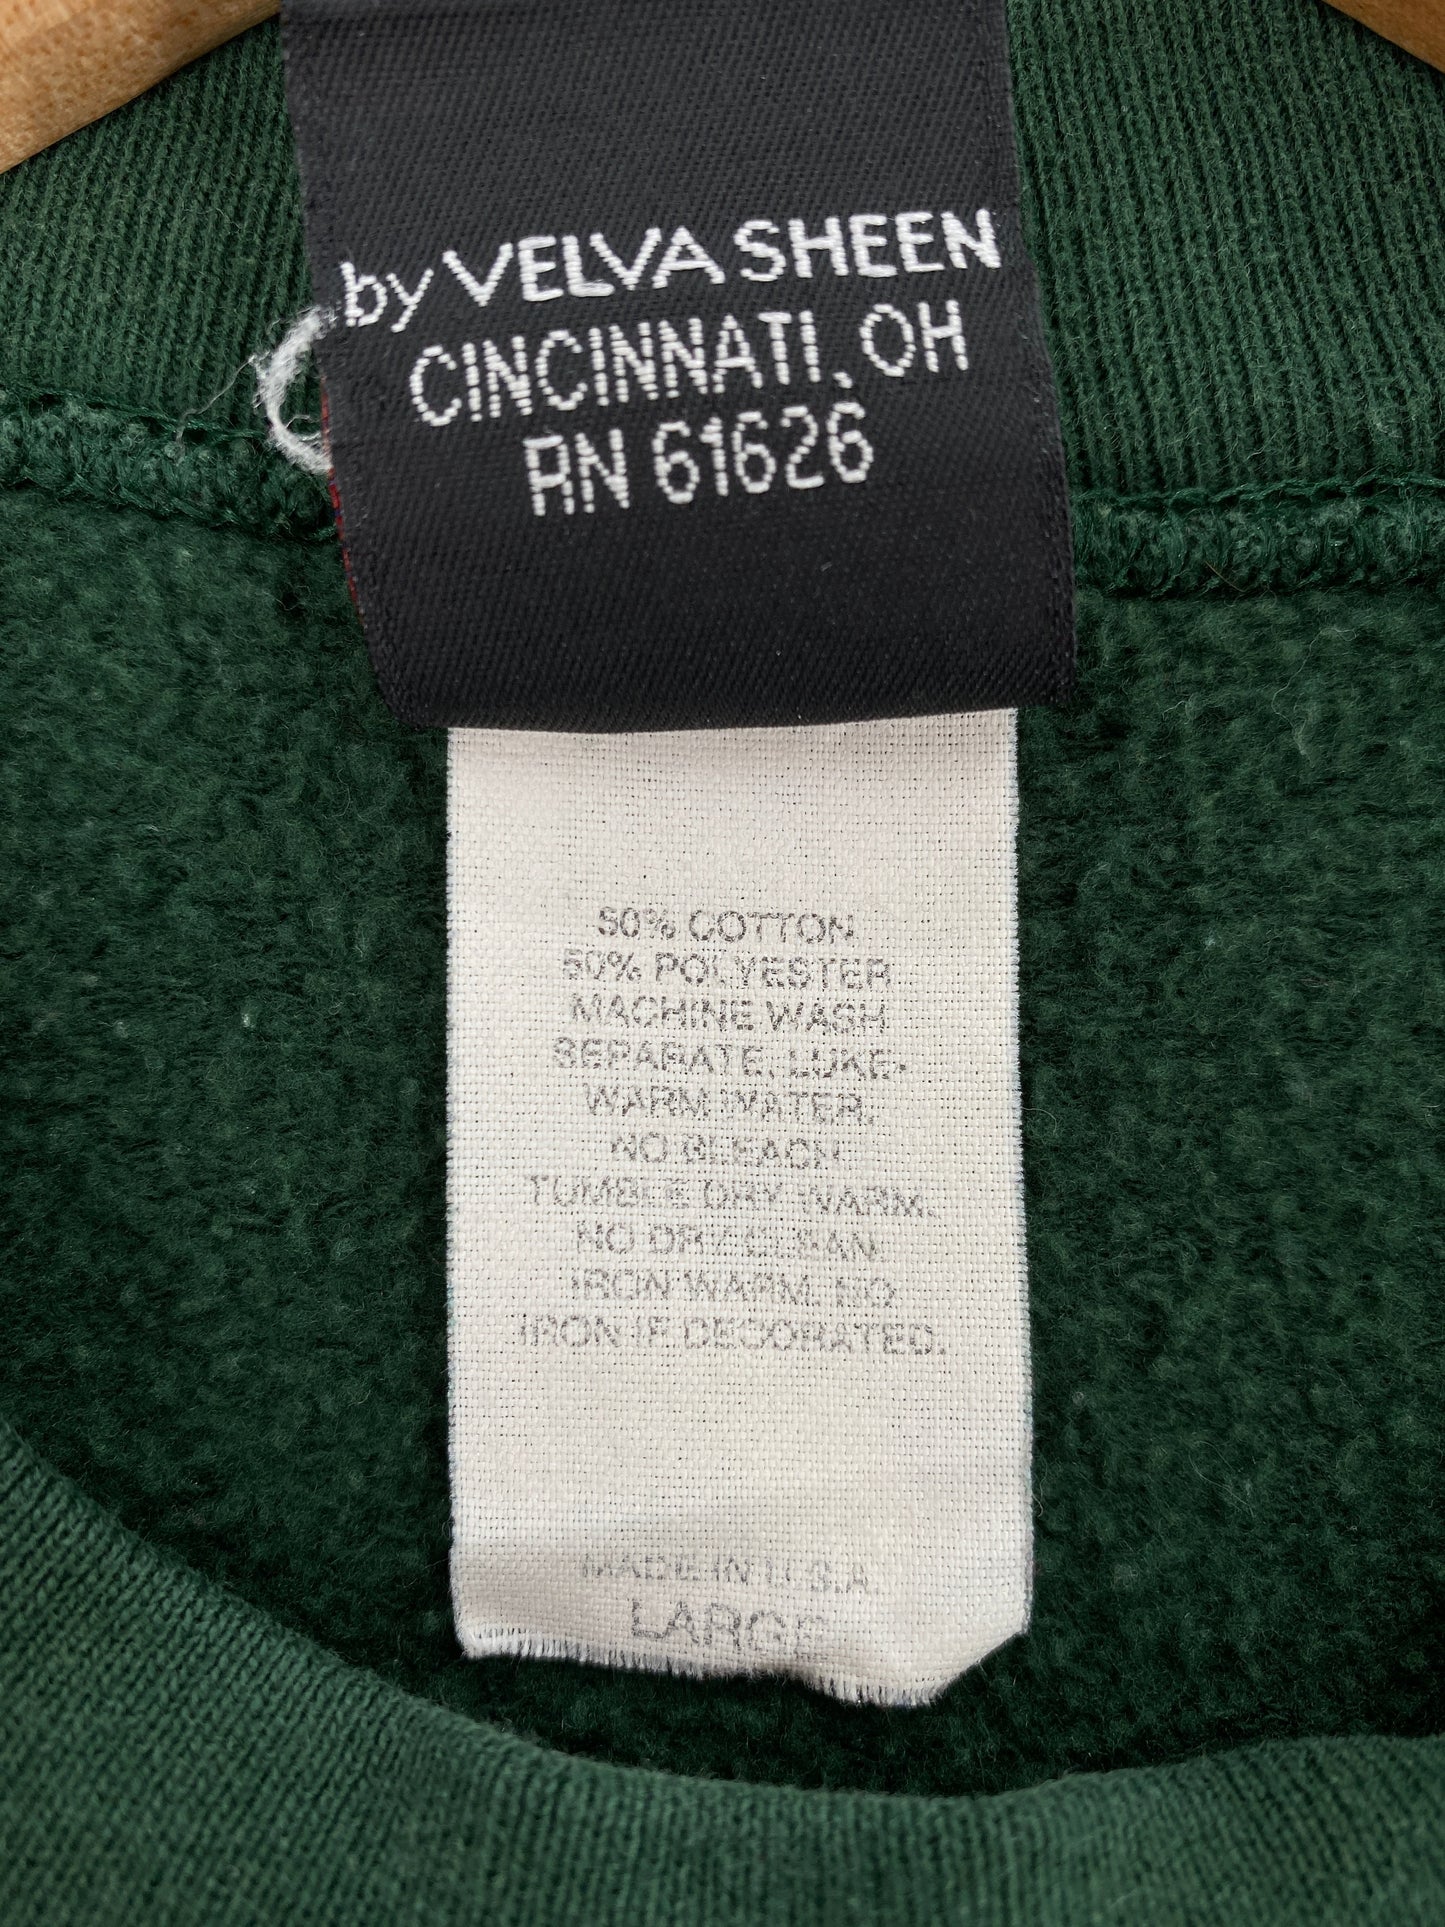 by VELVA SHEEN
CINCINNATI, OH
RN 61626
50% COTTON
50% POLYESTER
MACHINE WASH
SEPARATE, LUKE-
WARM WATER.
NO BLEACH
TUMBLE DRY WARM.
NO DRY CLEAN
IRON WARM. NO
IRON IF DECORATED.
MADE IN U.S.A.
LARGE